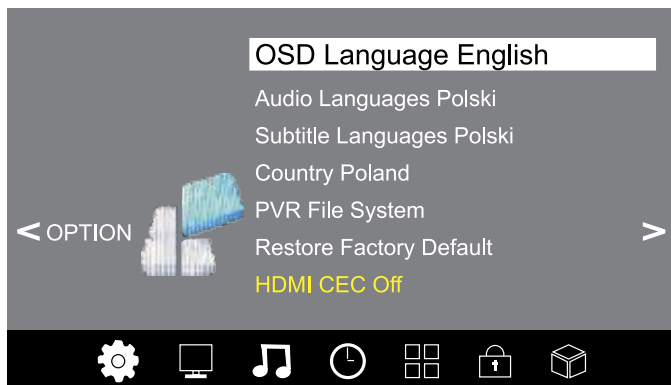 OSD Language English
Audio Languages Polski
Subtitle Languages Polski
Country Poland
PVR File System
< OPTION >
Restore Factory Default
HDMI CEC Off